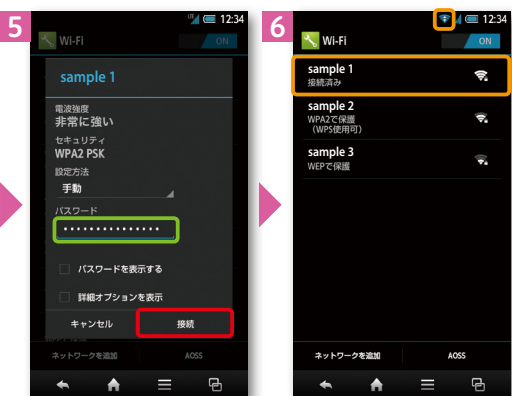 5
LTE 12:34
Wi-Fi
ON
sample 1
電波強度
非常に強い
セキュリティ
WPA2 PSK
設定方法
手動
パスワード
•••••••••••••••
パスワードを表示する
詳細オプションを表示
キャンセル 接続
ネットワークを追加 AOSS
6
12:34
Wi-Fi
ON
sample 1
接続済み
sample 2
WPA2で保護
（WPS使用可）
sample 3
WEPで保護
ネットワークを追加 AOSS